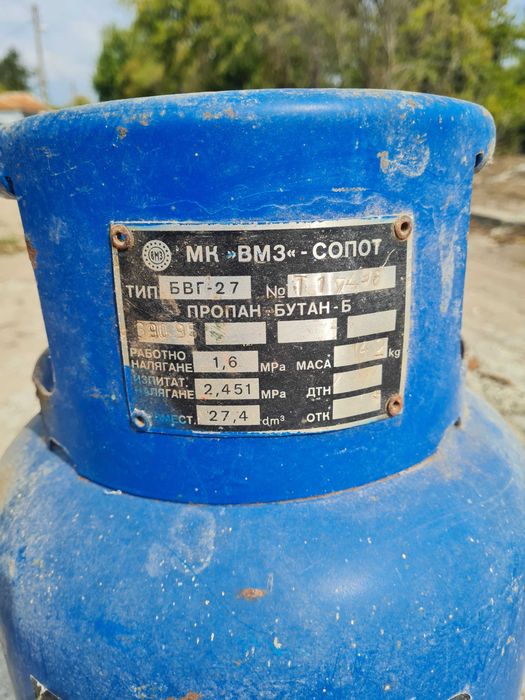 ВМЗ
МК »ВМЗ« - СОПОТ
ТИП БВГ-27 №
ПРОПАН - БУТАН - Б
РАБОТНО НАЛЯГАНЕ 1,6 MPa МАСА kg
ИЗПИТАТ. НАЛЯГАНЕ 2,451 MPa ДТН
27,4 dm³ ОТК